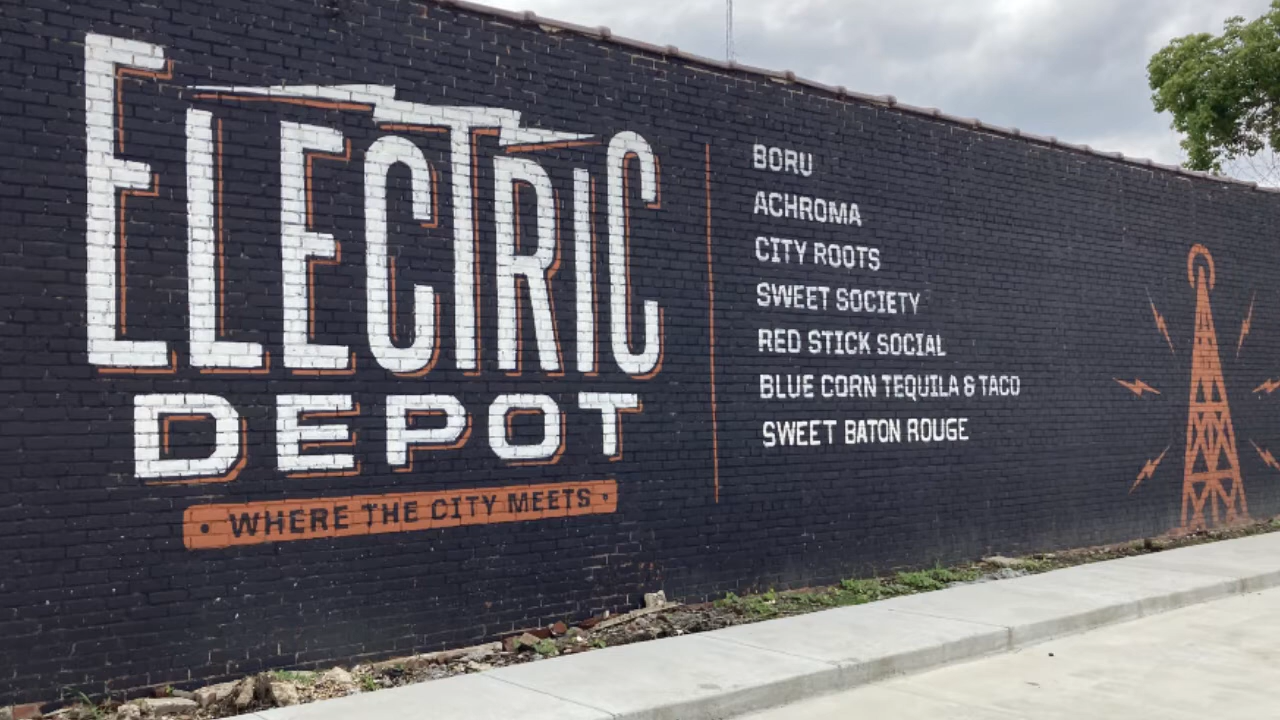 ELECTRIC
DEPOT
WHERE THE CITY MEETS
BORU
ACHROMA
CITY ROOTS
SWEET SOCIETY
RED STICK SOCIAL
BLUE CORN TEQUILA & TACO
SWEET BATON ROUGE